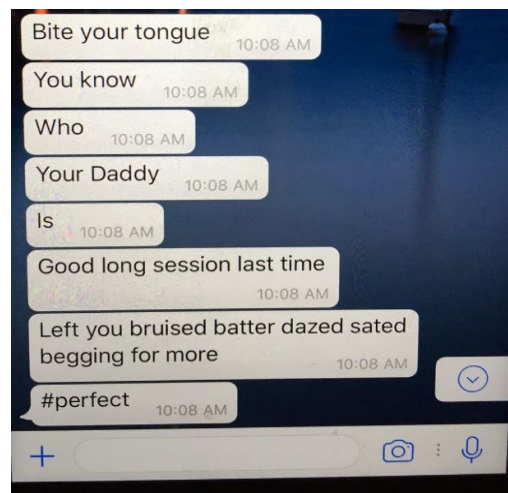 Bite your tongue 10:08 AM
You know 10:08 AM
Who 10:08 AM
Your Daddy 10:08 AM
Is 10:08 AM
Good long session last time
10:08 AM
Left you bruised batter dazed sated
begging for more 10:08 AM
#perfect 10:08 AM